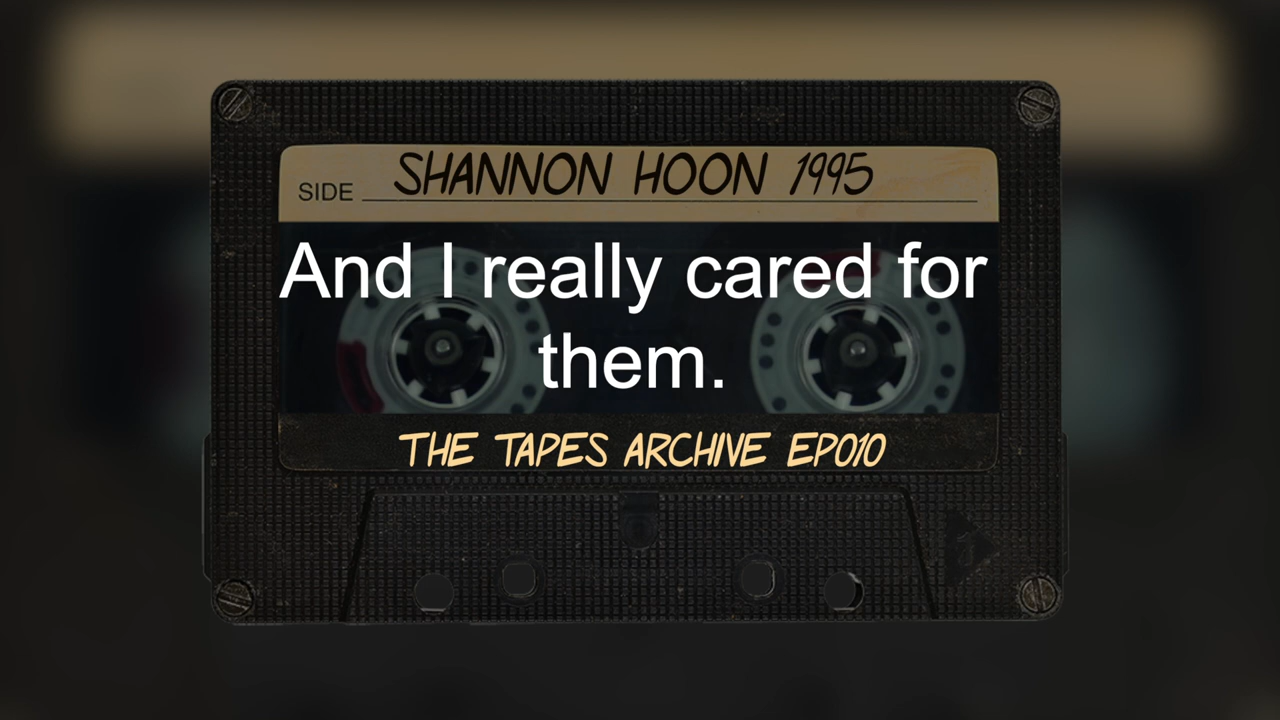 SHANNON HOON 1995
SIDE
And I really cared for
them.
THE TAPES ARCHIVE EP010